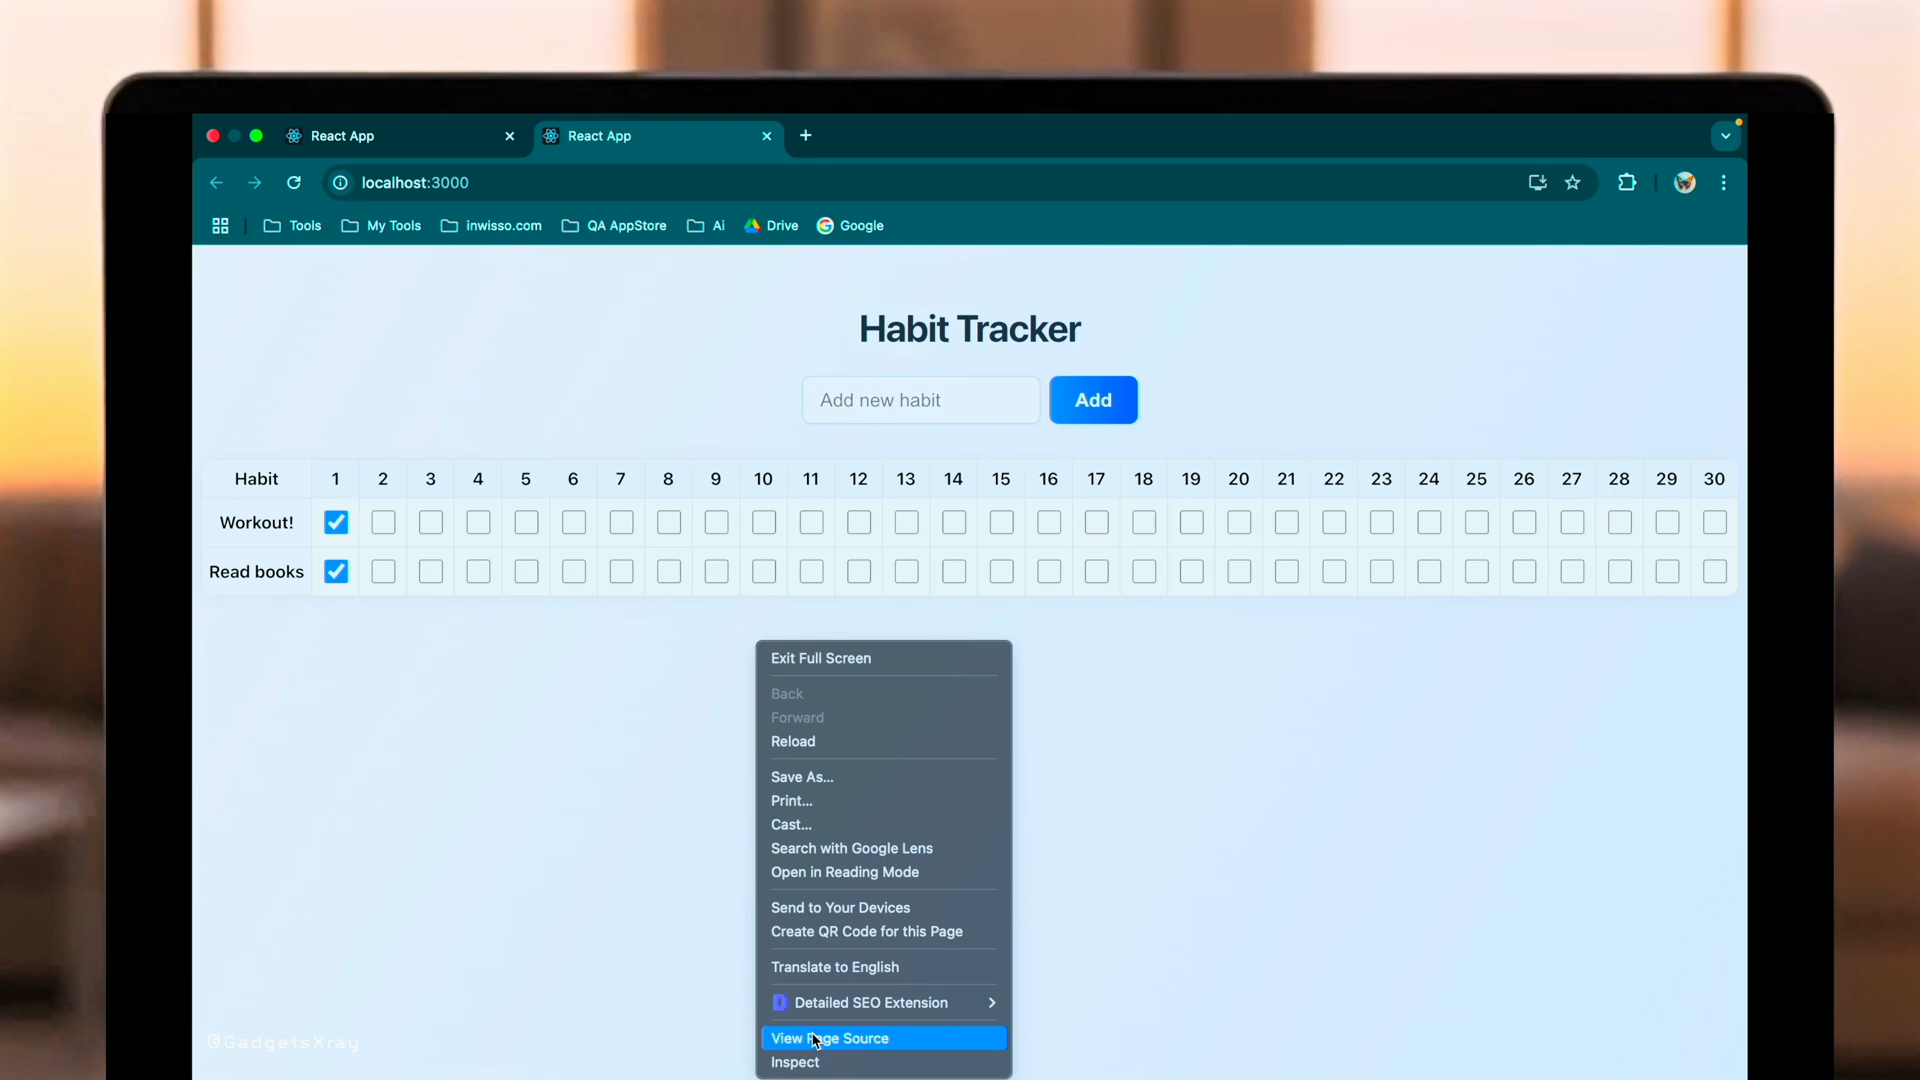 React App
React App
localhost:3000
Tools My Tools inwisso.com QA AppStore Ai Drive Google
Habit Tracker
Add new habit Add
Habit 1 2 3 4 5 6 7 8 9 10 11 12 13 14 15 16 17 18 19 20 21 22 23 24 25 26 27 28 29 30
Workout!
Read books
Exit Full Screen
Back
Forward
Reload
Save As...
Print...
Cast...
Search with Google Lens
Open in Reading Mode
Send to Your Devices
Create QR Code for this Page
Translate to English
Detailed SEO Extension
View Page Source
Inspect
@GadgetsXray